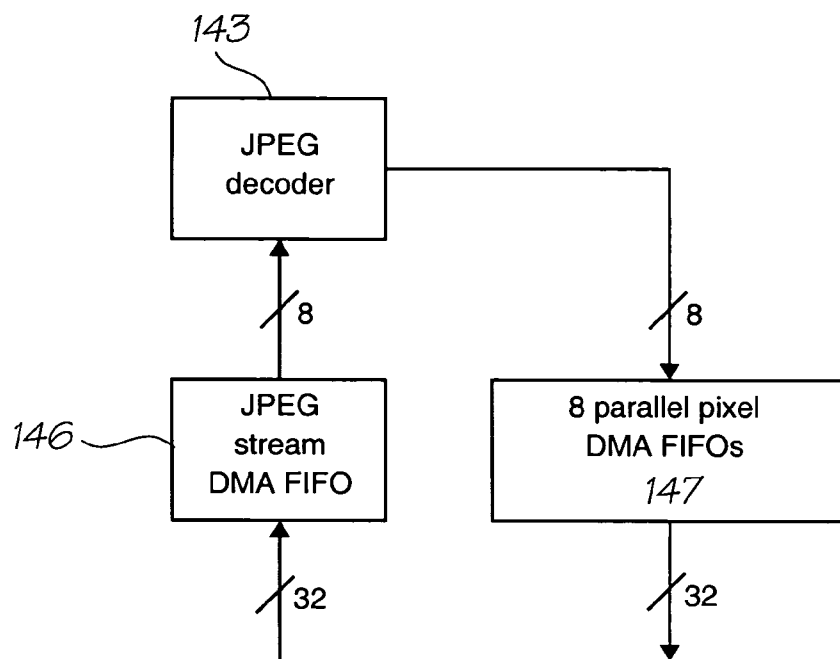 143
JPEG
decoder
8
8
146
JPEG
stream
DMA FIFO
8 parallel pixel
DMA FIFOs
147
32
32